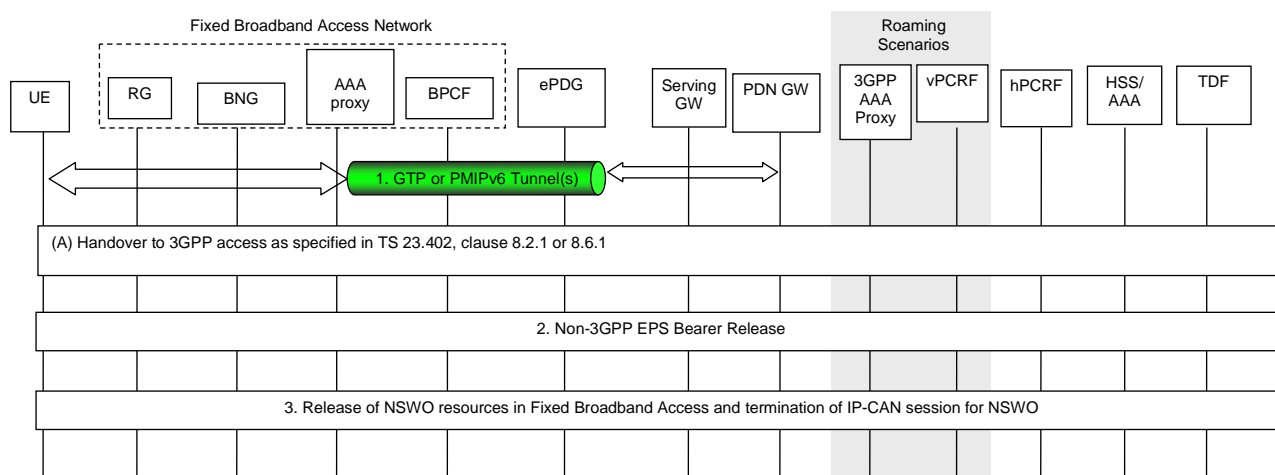 Fixed Broadband Access Network
Roaming
Scenarios
UE
RG
BNG
AAA
proxy
BPCF
ePDG
Serving
GW
PDN GW
3GPP
AAA
Proxy
vPCRF
hPCRF
HSS/
AAA
TDF
1. GTP or PMIPv6 Tunnel(s)
(A) Handover to 3GPP access as specified in TS 23.402, clause 8.2.1 or 8.6.1
2. Non-3GPP EPS Bearer Release
3. Release of NSWO resources in Fixed Broadband Access and termination of IP-CAN session for NSWO